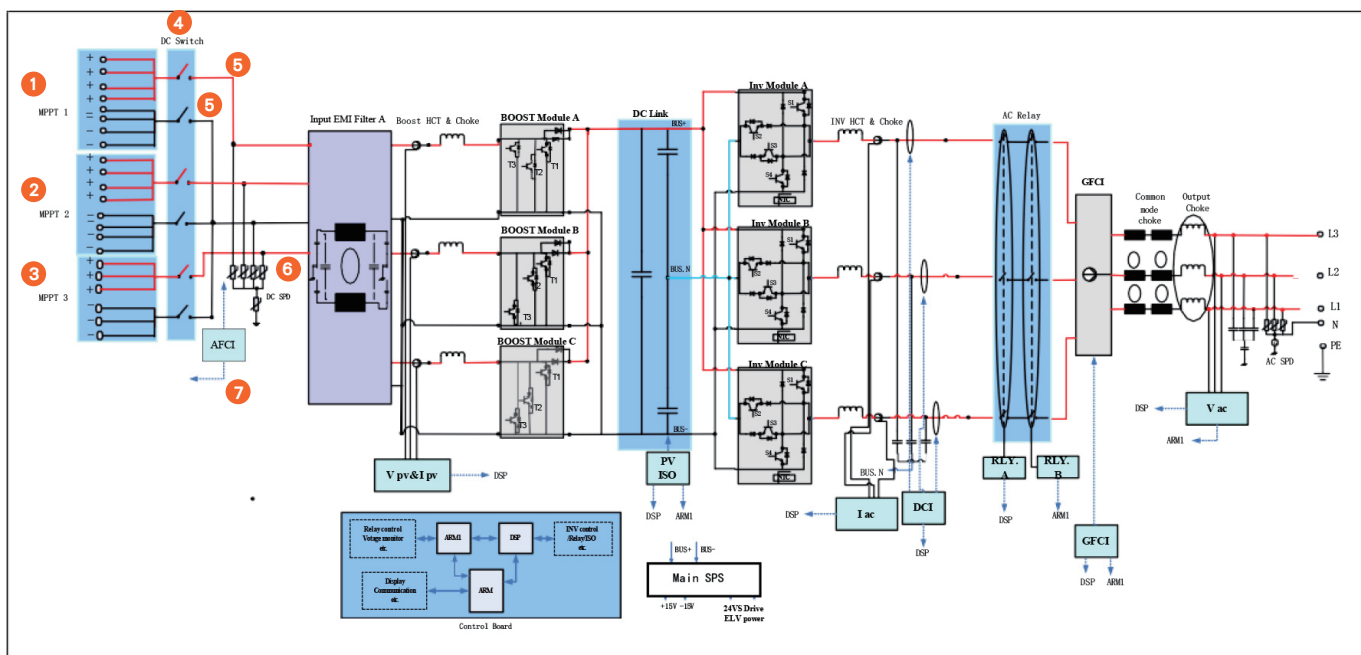 4
DC Switch
1
MPPT 1
+
+
+
+
=
−
−
5
5
2
MPPT 2
+
+
+
+
=
−
−
3
MPPT 3
+
+
−
−
6
DC SPD
AFCI
7
Input EMI Filter A
Boost HCT & Choke
BOOST Module A
T3
T2
T1
BOOST Module B
T1
T2
T3
BOOST Module C
T1
T2
T3
V pv&I pv
DSP
DC Link
BUS+
BUS.N
BUS-
PV
ISO
DSP
ARM1
Inv Module A
S1
S2
S3
S4
NTC
Inv Module B
S1
S2
S3
S4
NTC
Inv Module C
S1
S2
S3
S4
NTC
INV HCT & Choke
BUS.N
DSP
I ac
DCI
DSP
AC Relay
RLY.
A
RLY.
B
DSP
ARM1
GFCI
GFCI
DSP
ARM1
Common
mode
choke
Output
Choke
L3
L2
L1
N
PE
AC SPD
V ac
DSP
ARM1
Relay control
Votage monitor
etc.
ARM1
DSP
INV control
/Relay/ISO
etc.
Display
Communication
etc.
ARM
Control Board
BUS+
BUS-
Main SPS
+15V -15V
24VS Drive
ELV power